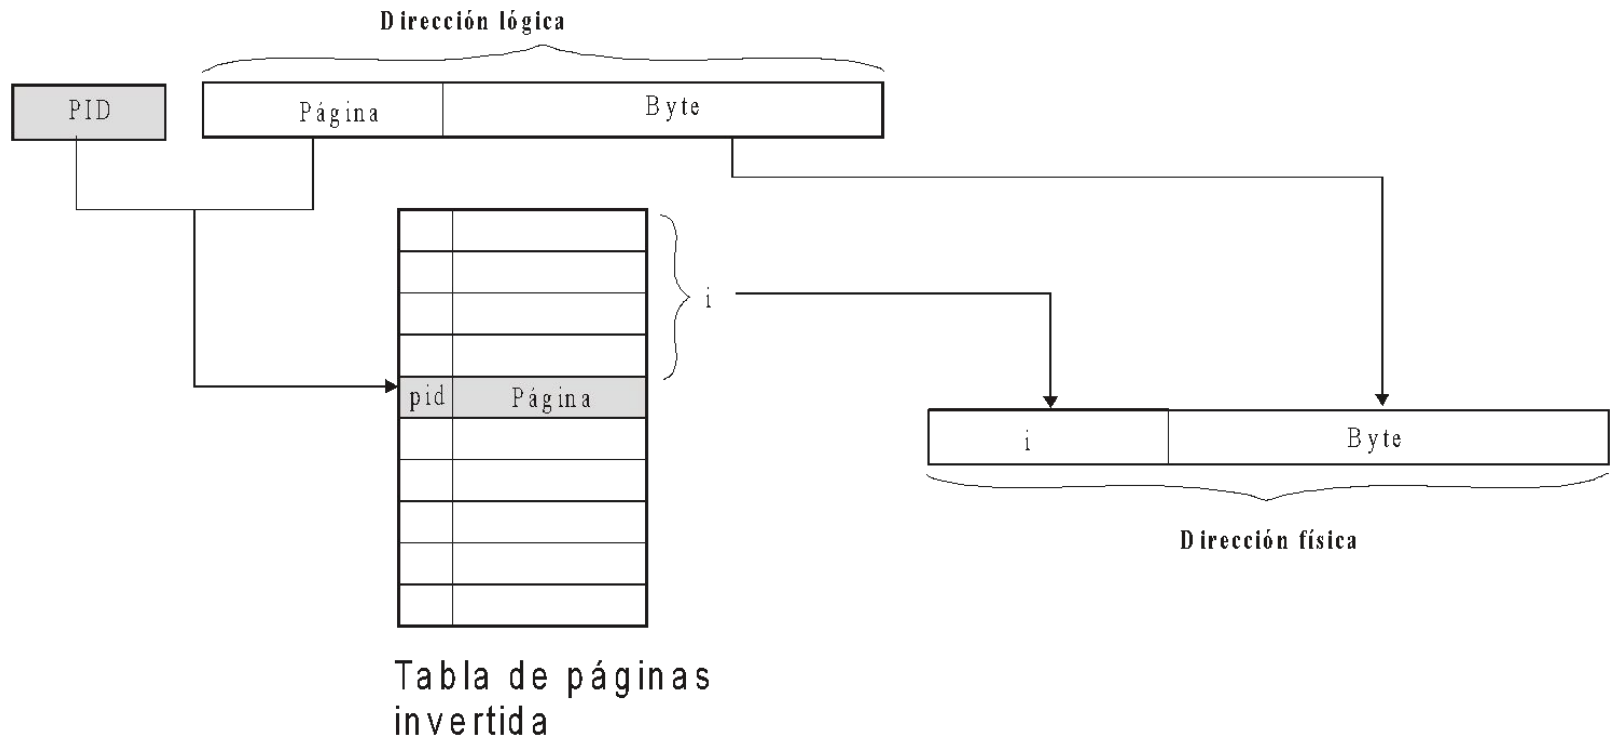 Dirección lógica
PID
Página
Byte
i
pid
Página
i
Byte
Dirección física
Tabla de páginas
invertida